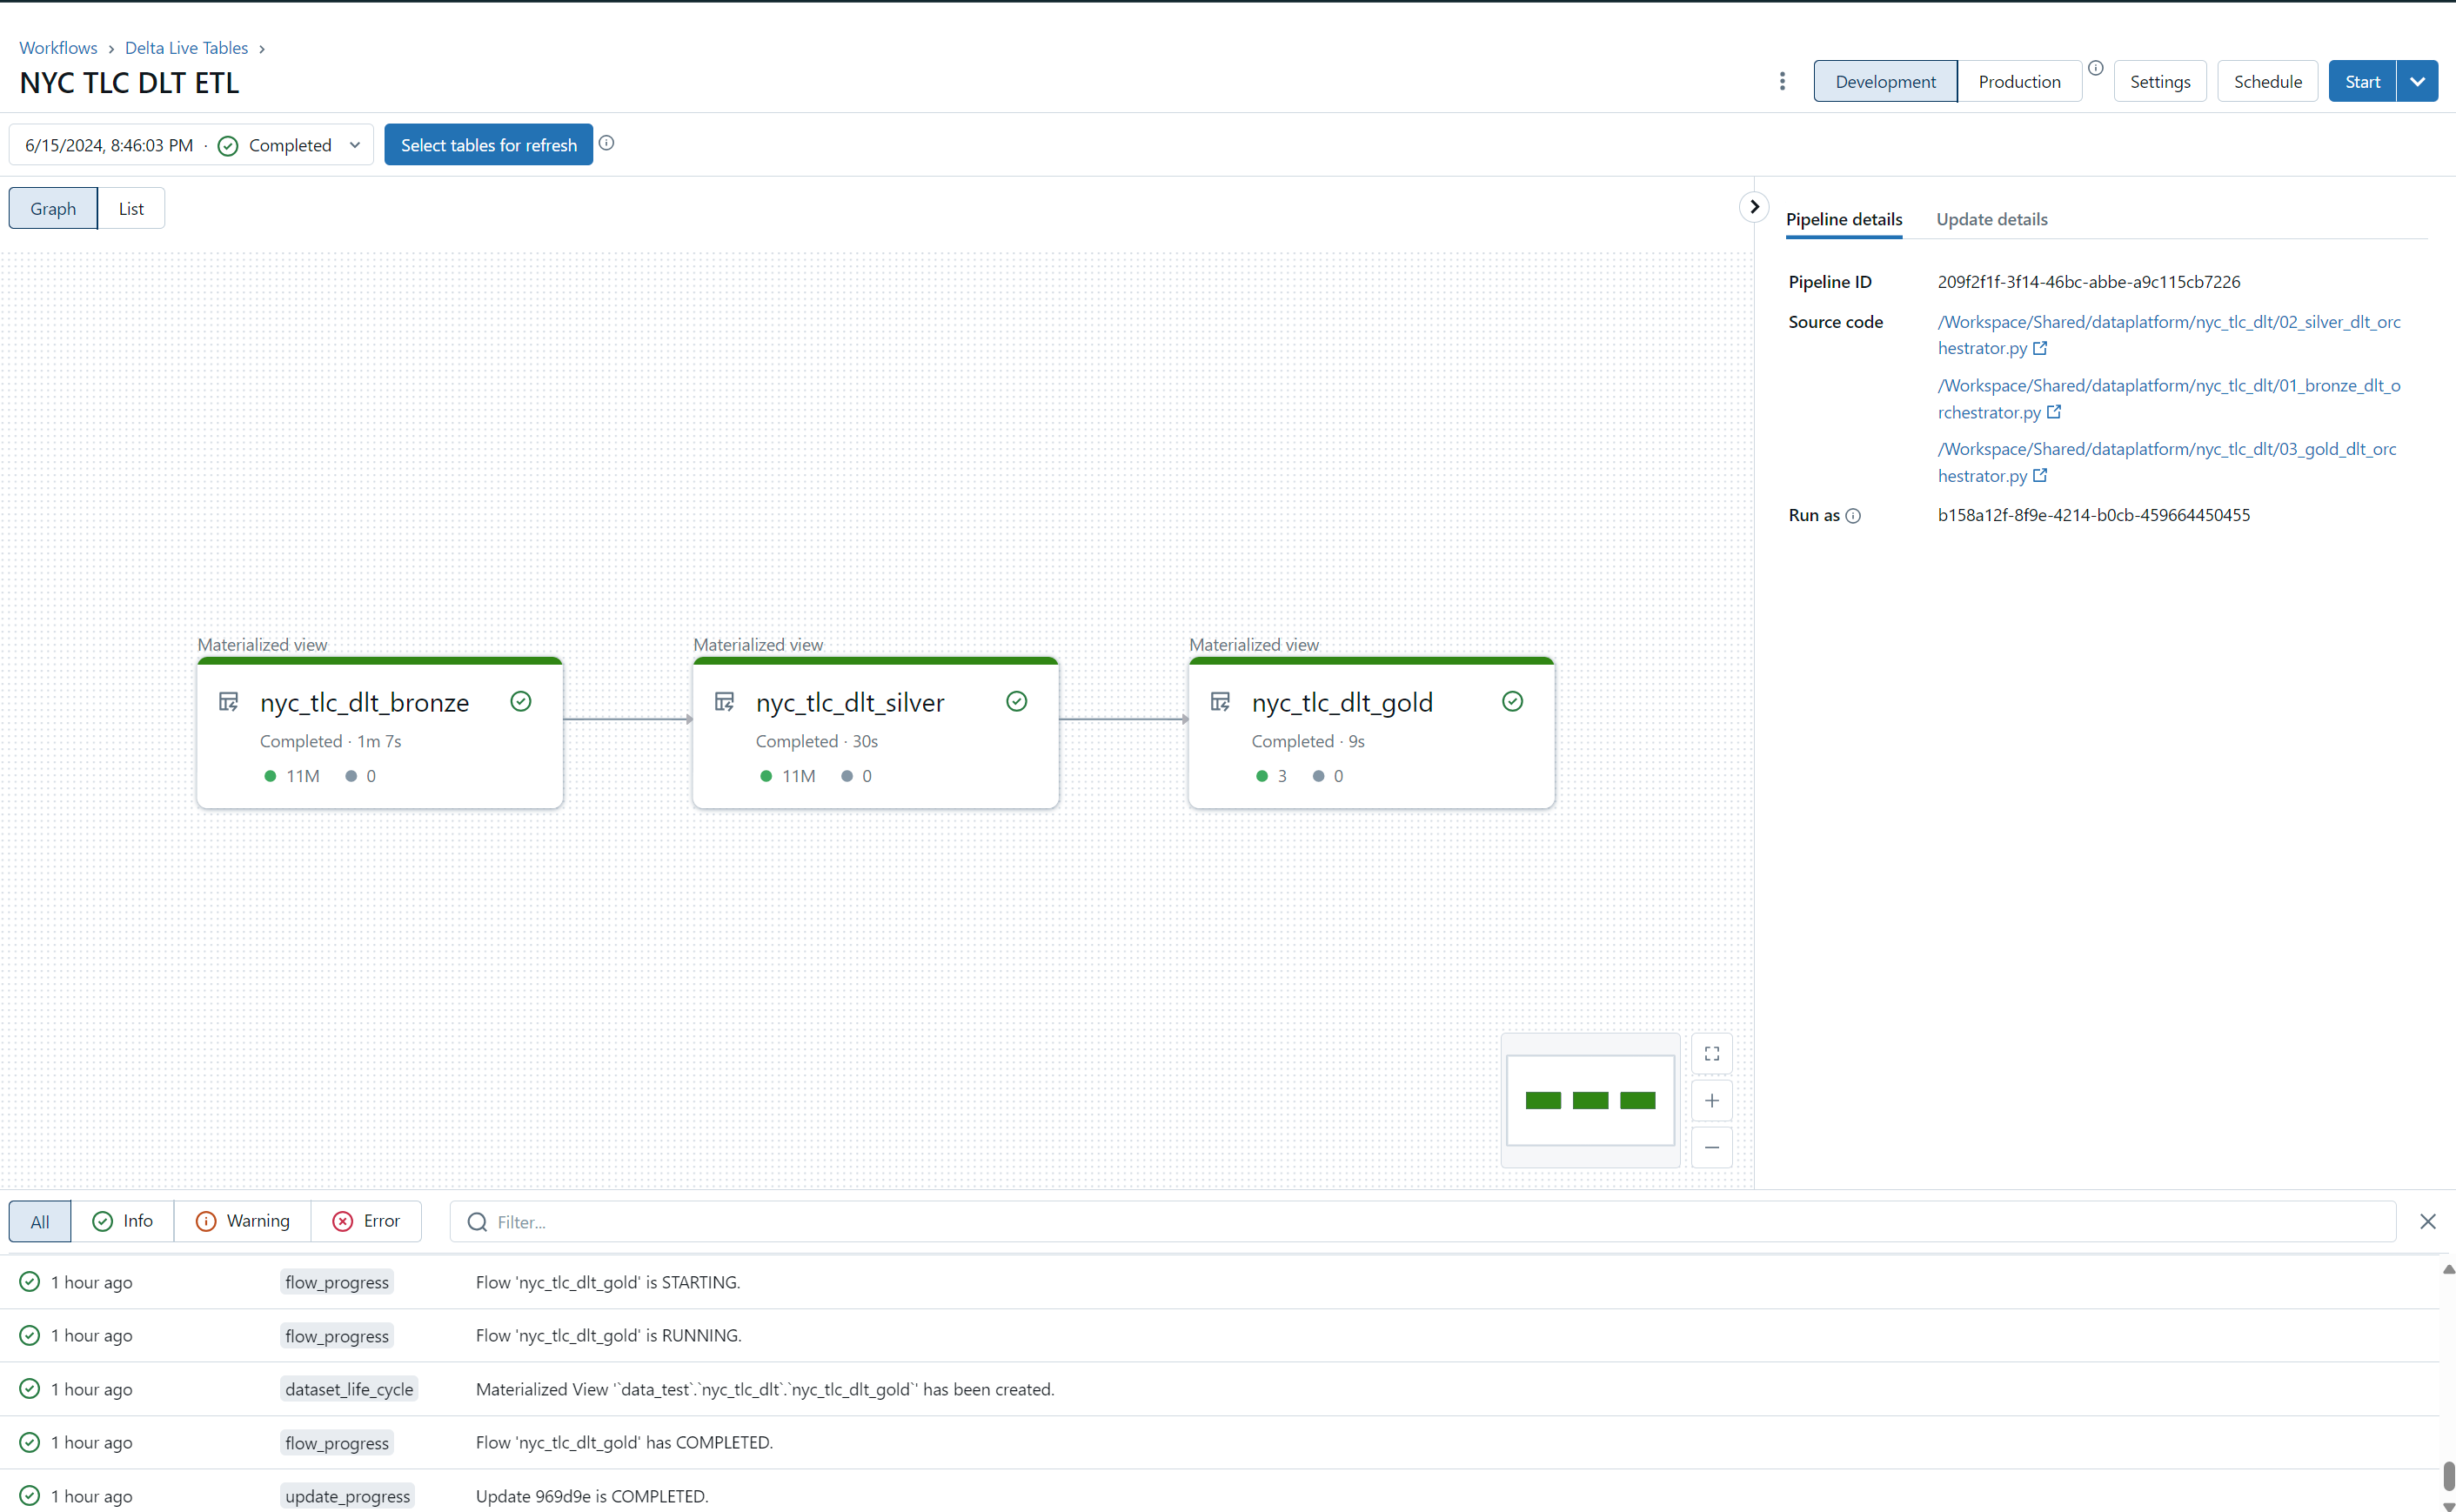 Workflows › Delta Live Tables ›
NYC TLC DLT ETL
Development Production Settings Schedule Start
6/15/2024, 8:46:03 PM · Completed Select tables for refresh
Graph List
Pipeline details Update details
Pipeline ID 209f2f1f-3f14-46bc-abbe-a9c115cb7226
Source code /Workspace/Shared/dataplatform/nyc_tlc_dlt/02_silver_dlt_orc
hestrator.py
/Workspace/Shared/dataplatform/nyc_tlc_dlt/01_bronze_dlt_o
rchestrator.py
/Workspace/Shared/dataplatform/nyc_tlc_dlt/03_gold_dlt_orc
hestrator.py
Run as b158a12f-8f9e-4214-b0cb-459664450455
Materialized view
nyc_tlc_dlt_bronze
Completed · 1m 7s
11M 0
Materialized view
nyc_tlc_dlt_silver
Completed · 30s
11M 0
Materialized view
nyc_tlc_dlt_gold
Completed · 9s
3 0
All Info Warning Error Filter...
1 hour ago flow_progress Flow 'nyc_tlc_dlt_gold' is STARTING.
1 hour ago flow_progress Flow 'nyc_tlc_dlt_gold' is RUNNING.
1 hour ago dataset_life_cycle Materialized View '`data_test`.`nyc_tlc_dlt`.`nyc_tlc_dlt_gold`' has been created.
1 hour ago flow_progress Flow 'nyc_tlc_dlt_gold' has COMPLETED.
1 hour ago update_progress Update 969d9e is COMPLETED.